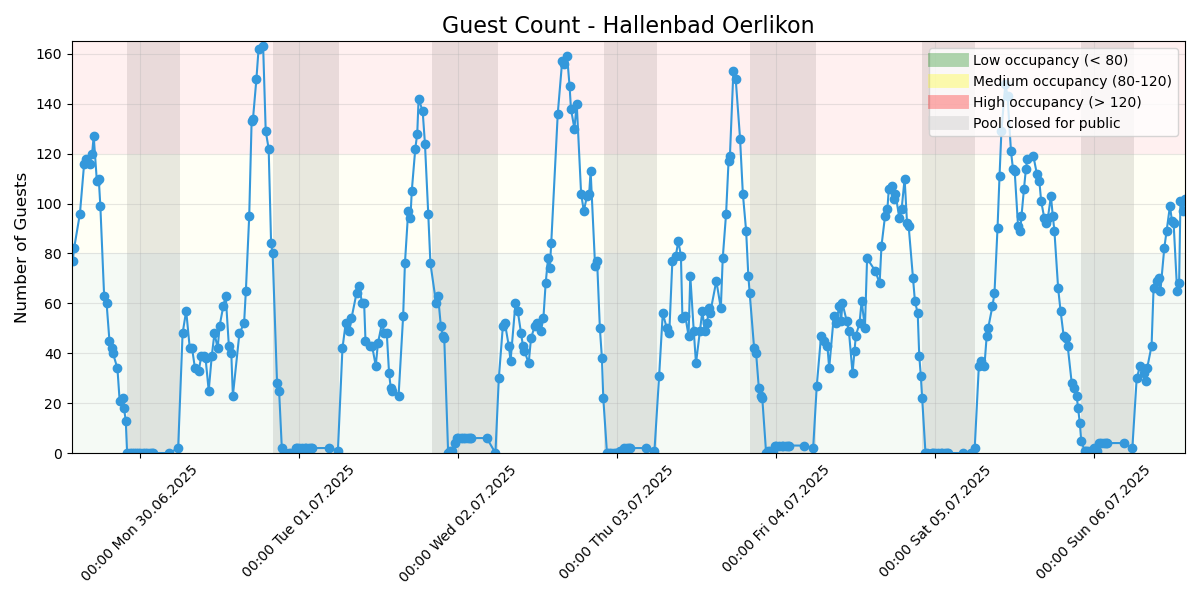 Guest Count - Hallenbad Oerlikon
Number of Guests
160
140
120
100
80
60
40
20
0
Low occupancy (< 80)
Medium occupancy (80-120)
High occupancy (> 120)
Pool closed for public
00:00 Mon 30.06.2025
00:00 Tue 01.07.2025
00:00 Wed 02.07.2025
00:00 Thu 03.07.2025
00:00 Fri 04.07.2025
00:00 Sat 05.07.2025
00:00 Sun 06.07.2025